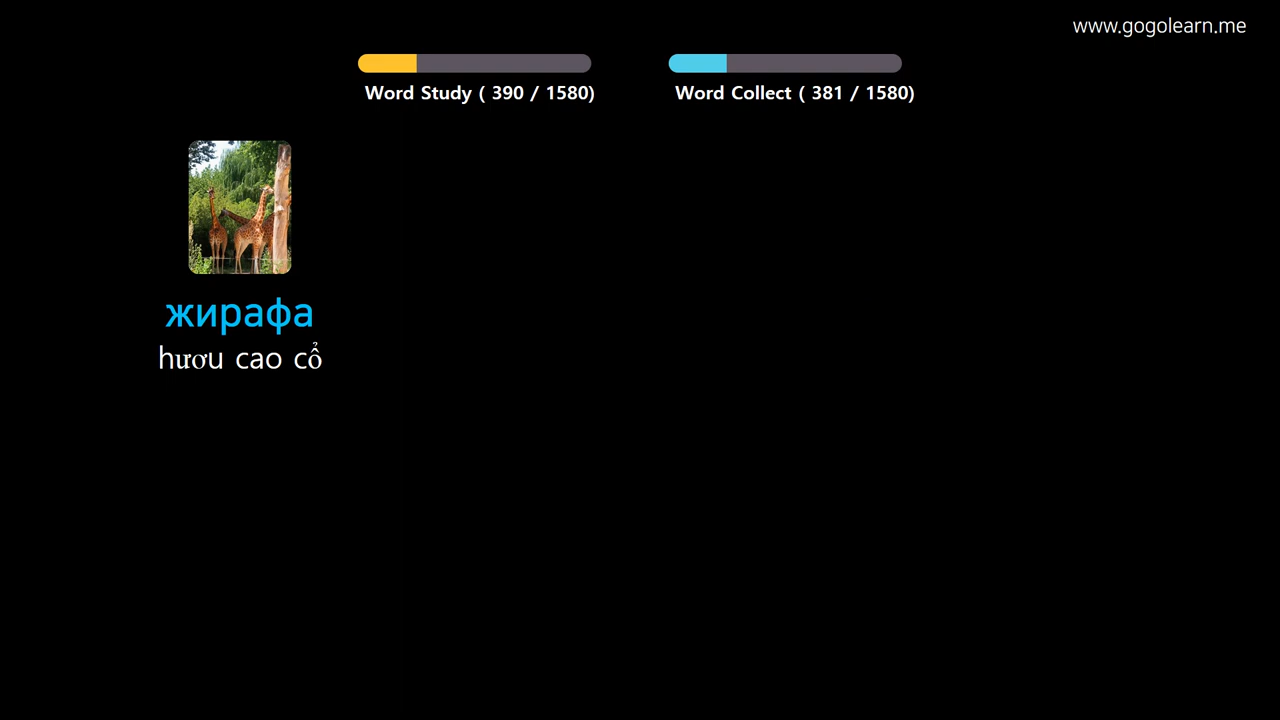 www.gogolearn.me
Word Study ( 390 / 1580)
Word Collect ( 381 / 1580)
жирафа
hươu cao cổ